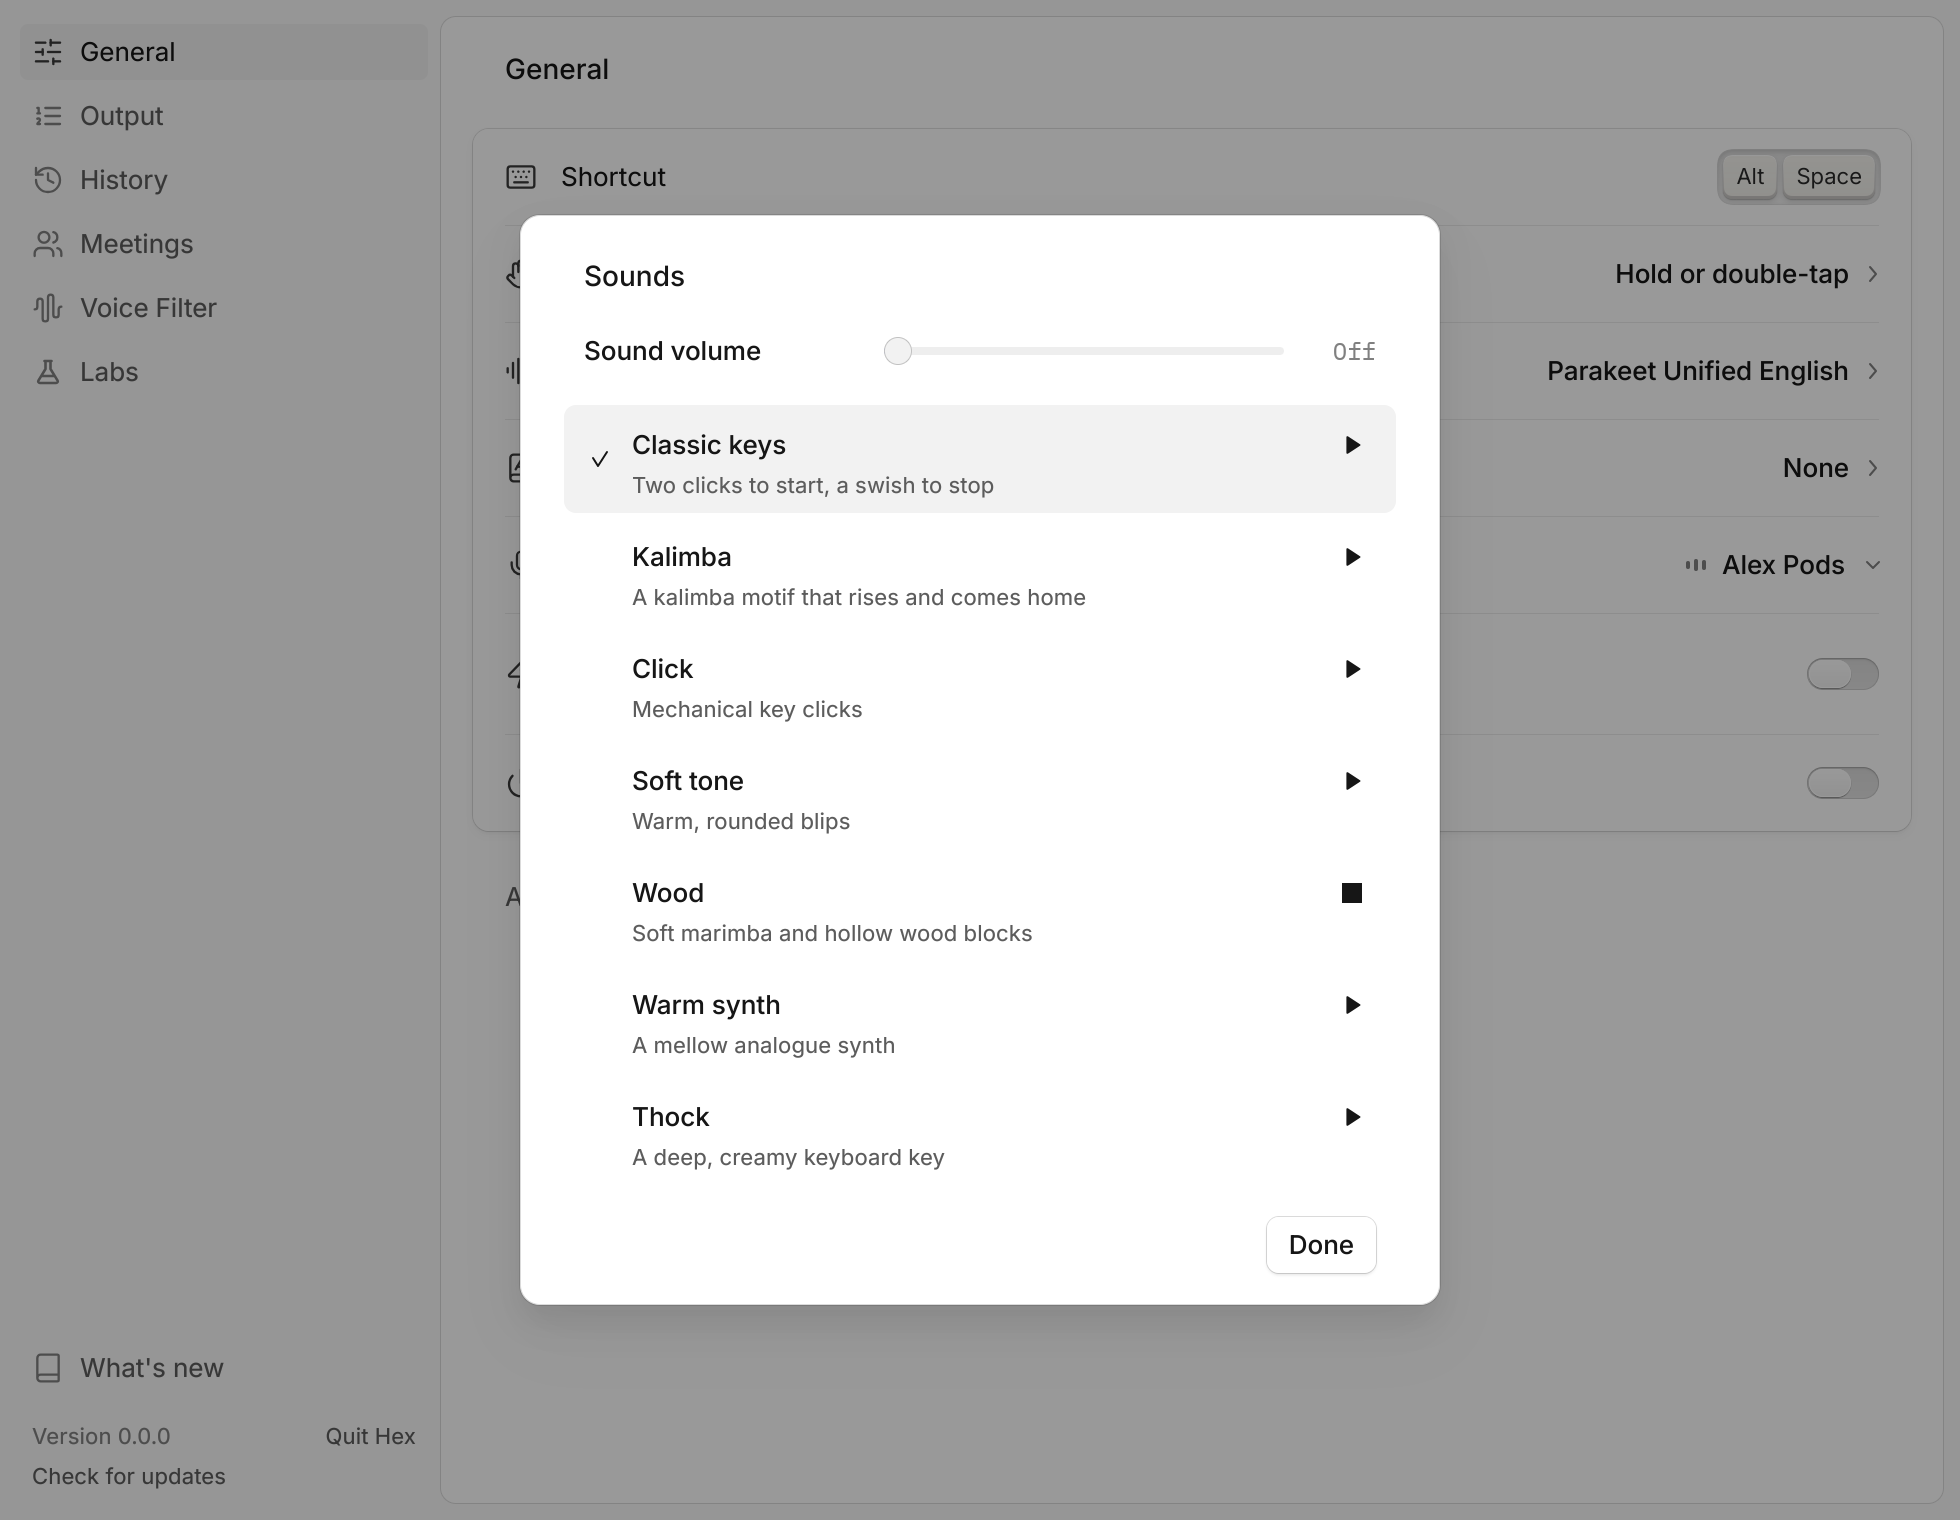 General
Output
History
Meetings
Voice Filter
Labs
What's new
Version 0.0.0
Quit Hex
Check for updates
General
Shortcut
Alt
Space
Hold or double-tap
Parakeet Unified English
None
Alex Pods
Sounds
Sound volume
Off
Classic keys
Two clicks to start, a swish to stop
Kalimba
A kalimba motif that rises and comes home
Click
Mechanical key clicks
Soft tone
Warm, rounded blips
Wood
Soft marimba and hollow wood blocks
Warm synth
A mellow analogue synth
Thock
A deep, creamy keyboard key
Done